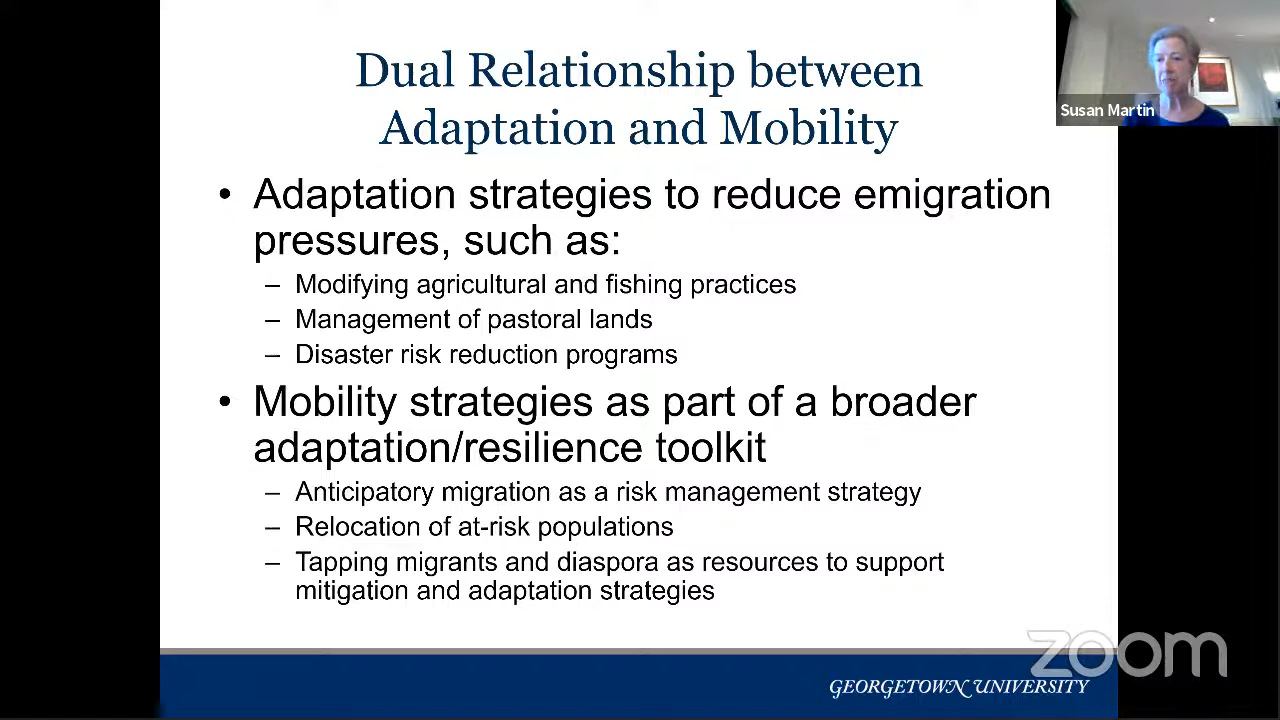 Dual Relationship between
Adaptation and Mobility
Susan Martin
• Adaptation strategies to reduce emigration
pressures, such as:
– Modifying agricultural and fishing practices
– Management of pastoral lands
– Disaster risk reduction programs
• Mobility strategies as part of a broader
adaptation/resilience toolkit
– Anticipatory migration as a risk management strategy
– Relocation of at-risk populations
– Tapping migrants and diaspora as resources to support
mitigation and adaptation strategies
zoom
GEORGETOWN UNIVERSITY